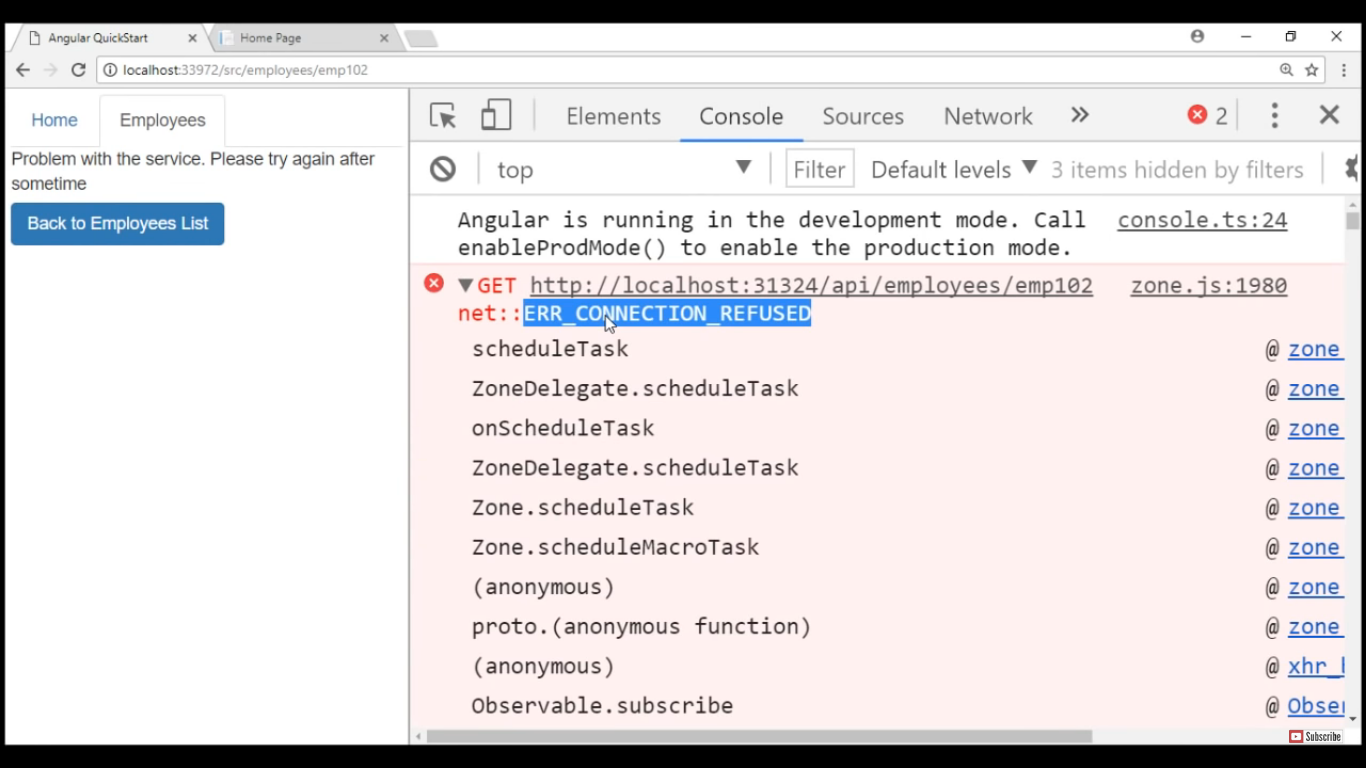 Angular QuickStart
Home Page
localhost:33972/src/employees/emp102
Home
Employees
Problem with the service. Please try again after
sometime
Back to Employees List
Elements
Console
Sources
Network
2
top
Filter
Default levels
3 items hidden by filters
Angular is running in the development mode. Call console.ts:24
enableProdMode() to enable the production mode.
GET http://localhost:31324/api/employees/emp102 zone.js:1980
net::ERR_CONNECTION_REFUSED
scheduleTask @ zone.
ZoneDelegate.scheduleTask @ zone.
onScheduleTask @ zone.
ZoneDelegate.scheduleTask @ zone.
Zone.scheduleTask @ zone.
Zone.scheduleMacroTask @ zone.
(anonymous) @ zone.
proto.(anonymous function) @ zone.
(anonymous) @ xhr_
Observable.subscribe @ Obser
Subscribe